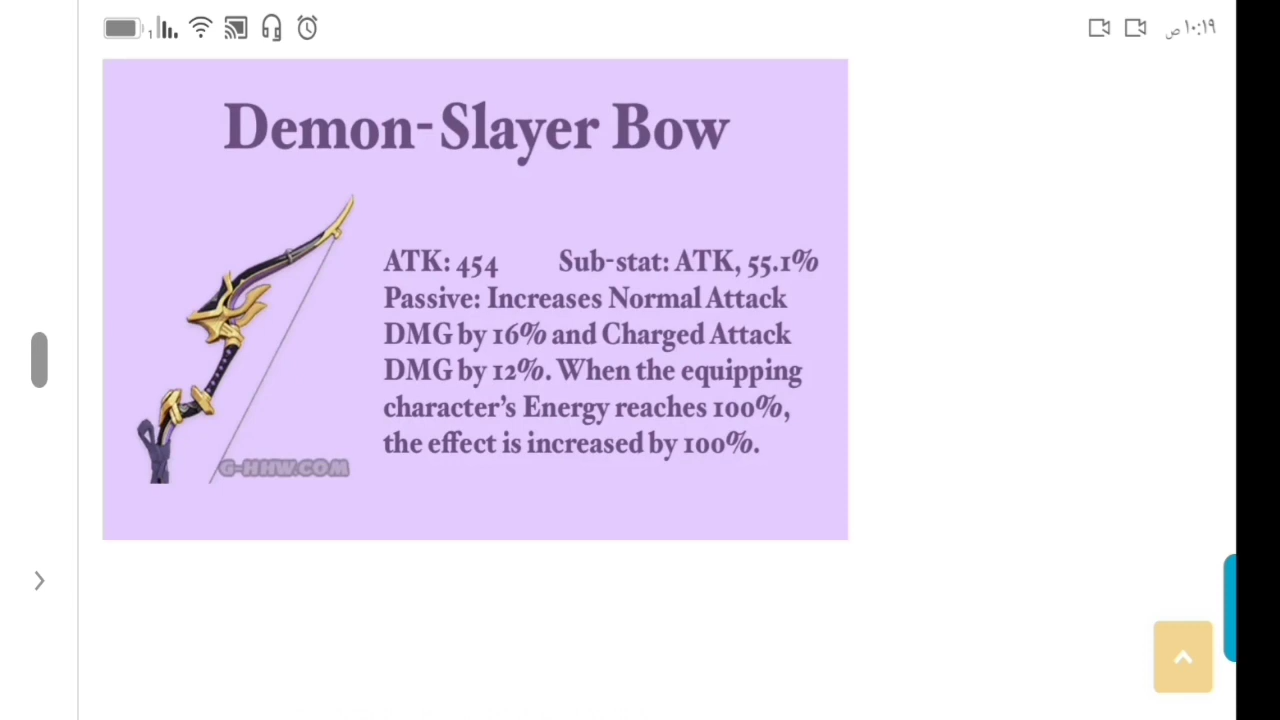 ١٠:١٩ ص
Demon-Slayer Bow
ATK: 454 Sub-stat: ATK, 55.1%
Passive: Increases Normal Attack
DMG by 16% and Charged Attack
DMG by 12%. When the equipping
character's Energy reaches 100%,
the effect is increased by 100%.
G-HHW.COM